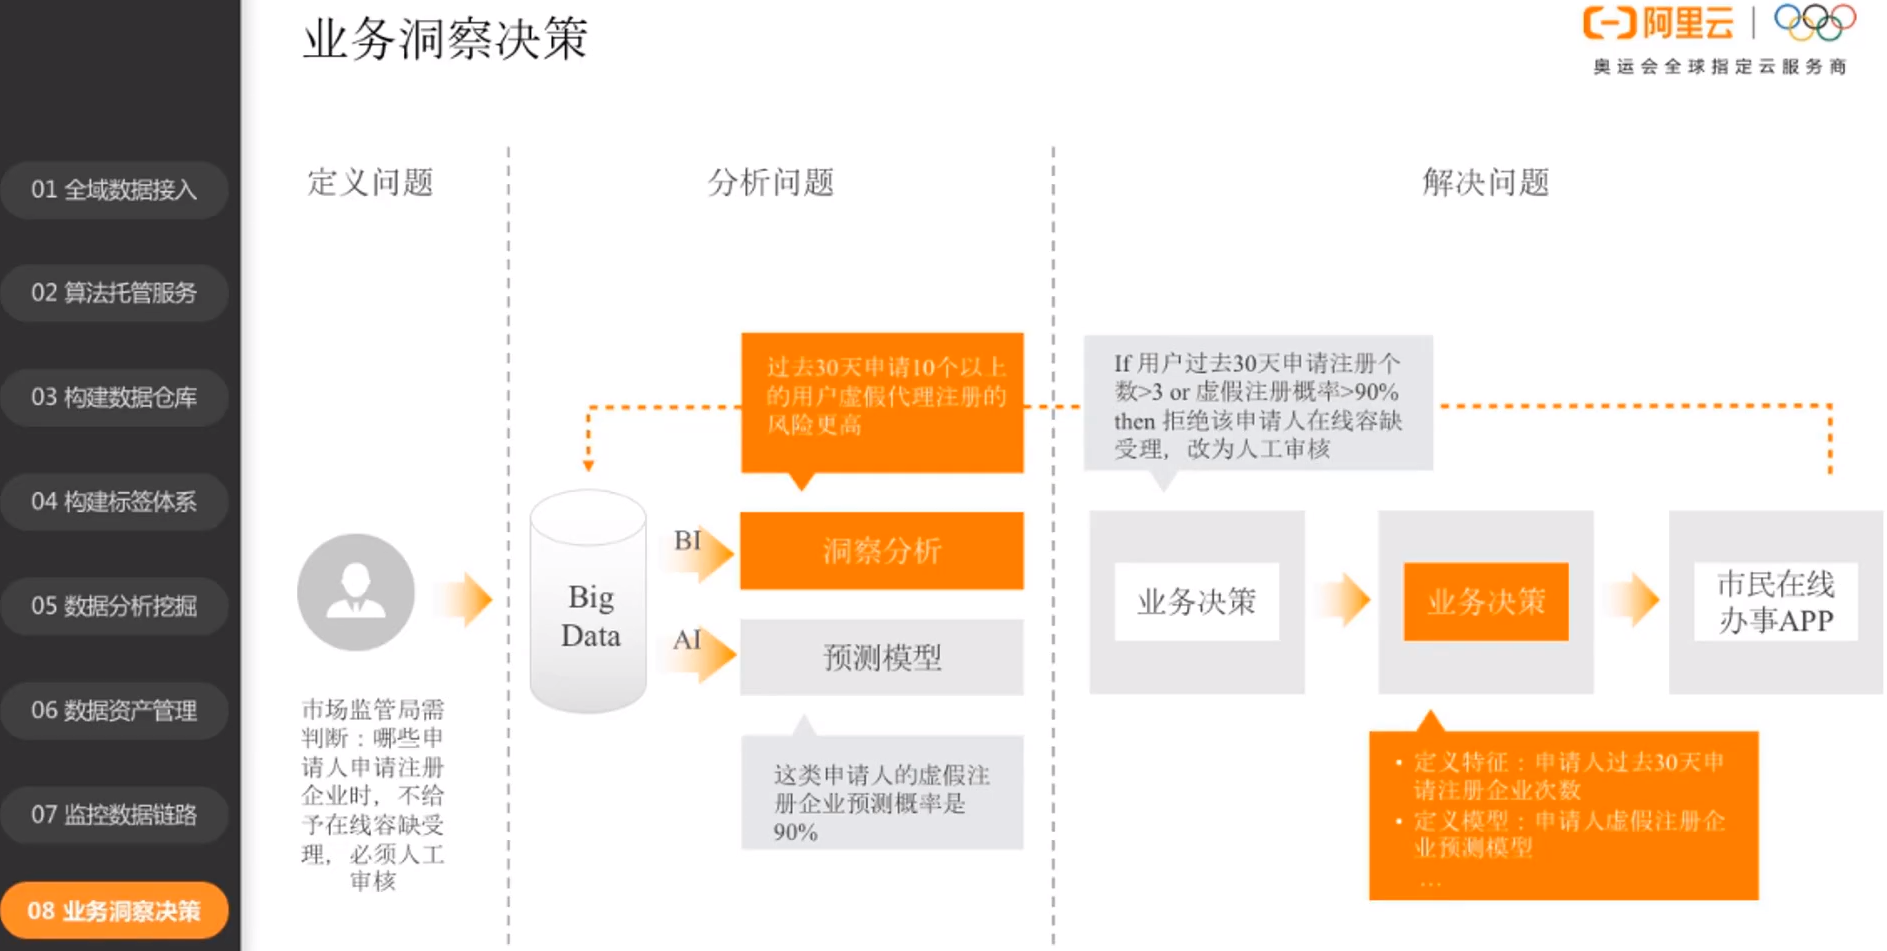 业务洞察决策
阿里云
奥运会全球指定云服务商
01 全域数据接入
02 算法托管服务
03 构建数据仓库
04 构建标签体系
05 数据分析挖掘
06 数据资产管理
07 监控数据链路
08 业务洞察决策
定义问题
市场监管局需
判断：哪些申
请人申请注册
企业时，不给
予在线容缺受
理，必须人工
审核
分析问题
过去30天申请10个以上
的用户虚假代理注册的
风险更高
Big
Data
BI
洞察分析
AI
预测模型
这类申请人的虚假注
册企业预测概率是
90%
解决问题
If 用户过去30天申请注册个
数>3 or 虚假注册概率>90%
then 拒绝该申请人在线容缺
受理，改为人工审核
业务决策
业务决策
市民在线
办事APP
• 定义特征：申请人过去30天申
请注册企业次数
• 定义模型：申请人虚假注册企
业预测模型
...